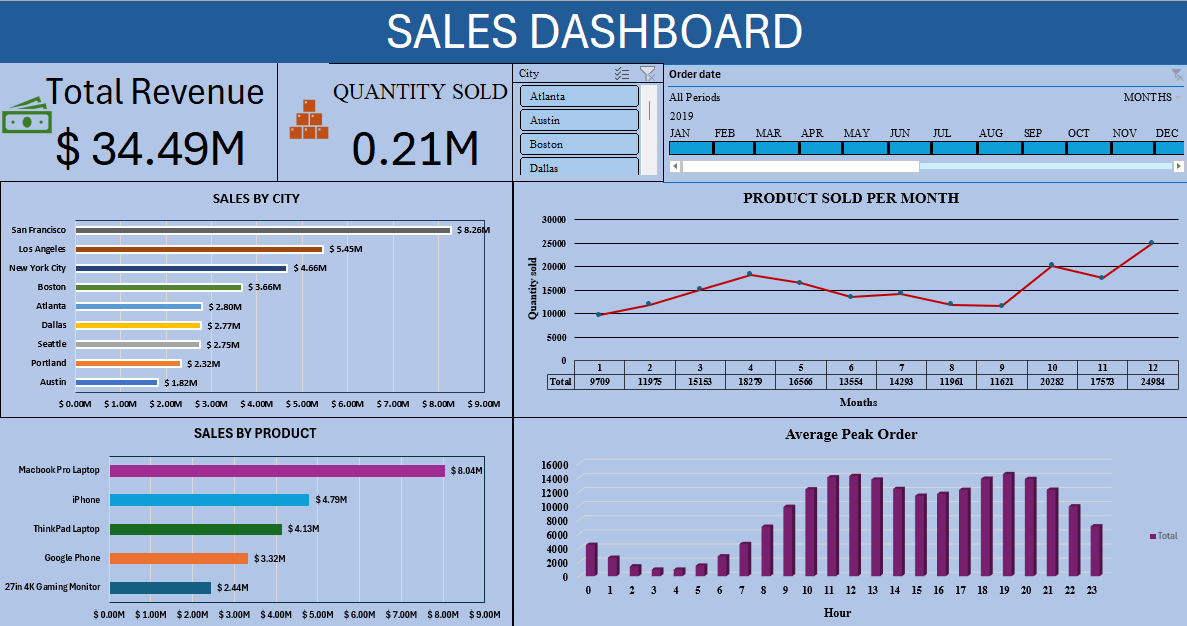 SALES DASHBOARD
Total Revenue
$ 34.49M
QUANTITY SOLD
0.21M
City
Atlanta
Austin
Boston
Dallas
Order date
All Periods
MONTHS
2019
JAN FEB MAR APR MAY JUN JUL AUG SEP OCT NOV DEC
SALES BY CITY
San Francisco $ 8.26M
Los Angeles $ 5.45M
New York City $ 4.66M
Boston $ 3.66M
Atlanta $ 2.80M
Dallas $ 2.77M
Seattle $ 2.75M
Portland $ 2.32M
Austin $ 1.82M
$ 0.00M $ 1.00M $ 2.00M $ 3.00M $ 4.00M $ 5.00M $ 6.00M $ 7.00M $ 8.00M $ 9.00M
PRODUCT SOLD PER MONTH
Quantity sold
30000
25000
20000
15000
10000
5000
0
1 2 3 4 5 6 7 8 9 10 11 12
Total 9709 11975 15153 18279 16566 13554 14293 11961 11621 20282 17573 24984
Months
SALES BY PRODUCT
Macbook Pro Laptop $ 8.04M
iPhone $ 4.79M
ThinkPad Laptop $ 4.13M
Google Phone $ 3.32M
27in 4K Gaming Monitor $ 2.44M
$ 0.00M $ 1.00M $ 2.00M $ 3.00M $ 4.00M $ 5.00M $ 6.00M $ 7.00M $ 8.00M $ 9.00M
Average Peak Order
16000
14000
12000
10000
8000
6000
4000
2000
0
0 1 2 3 4 5 6 7 8 9 10 11 12 13 14 15 16 17 18 19 20 21 22 23
Hour
Total